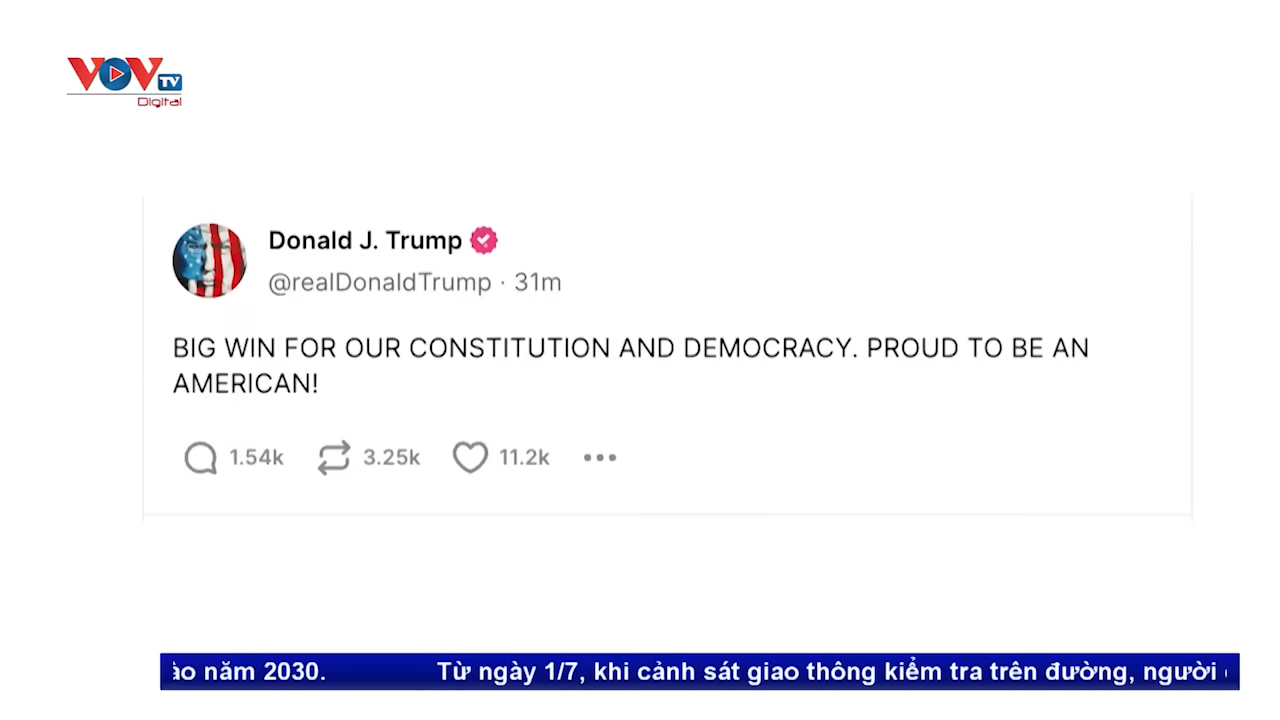 VOV TV
Digital
Donald J. Trump
@realDonaldTrump · 31m
BIG WIN FOR OUR CONSTITUTION AND DEMOCRACY. PROUD TO BE AN
AMERICAN!
1.54k 3.25k 11.2k
năm 2030. Từ ngày 1/7, khi cảnh sát giao thông kiểm tra trên đường, người